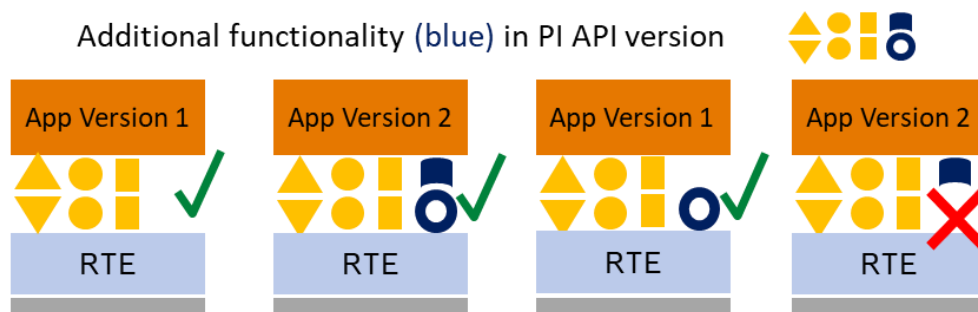 Additional functionality (blue) in PI API version
App Version 1
App Version 2
App Version 1
App Version 2
RTE
RTE
RTE
RTE